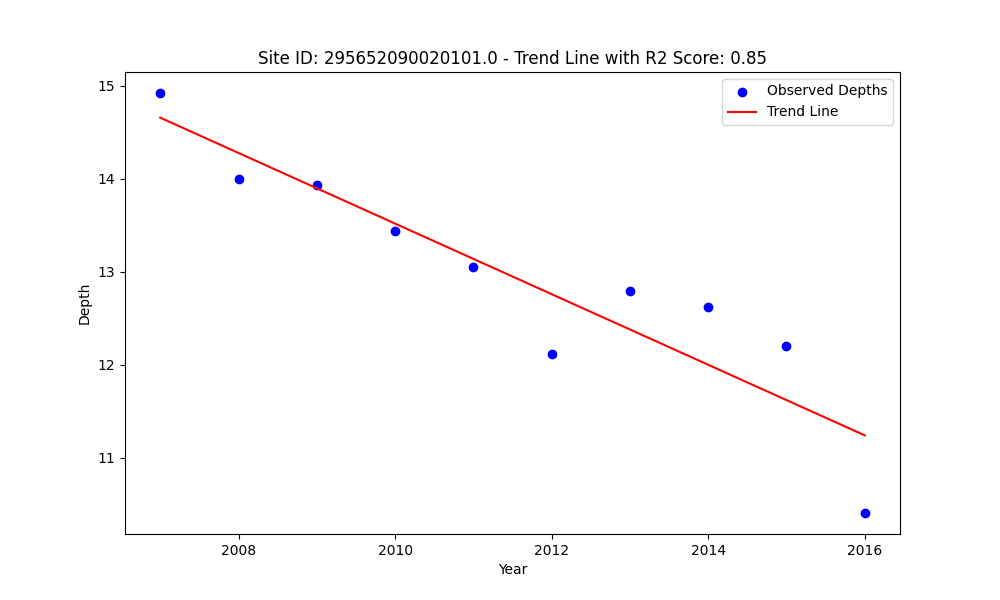 Site ID: 295652090020101.0 - Trend Line with R2 Score: 0.85
Observed Depths
Trend Line
15
14
13
12
11
Depth
2008
2010
2012
2014
2016
Year